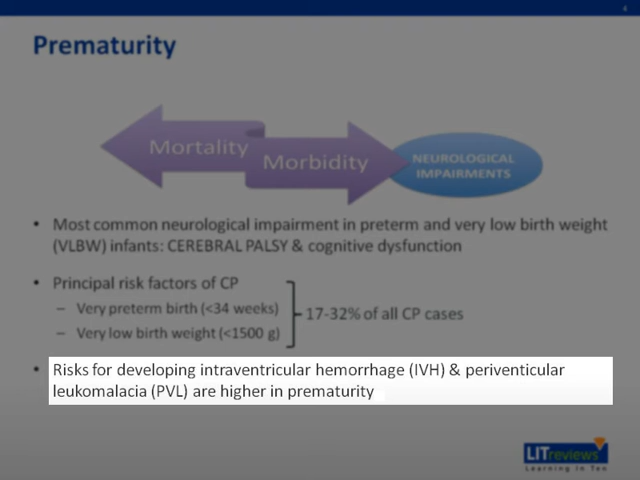 4
Prematurity
Mortality
Morbidity
NEUROLOGICAL
IMPAIRMENTS
• Most common neurological impairment in preterm and very low birth weight
(VLBW) infants: CEREBRAL PALSY & cognitive dysfunction
• Principal risk factors of CP
– Very preterm birth (<34 weeks)
– Very low birth weight (<1500 g)
17-32% of all CP cases
• Risks for developing intraventricular hemorrhage (IVH) & periventicular
leukomalacia (PVL) are higher in prematurity
LITreviews
Learning In Ten